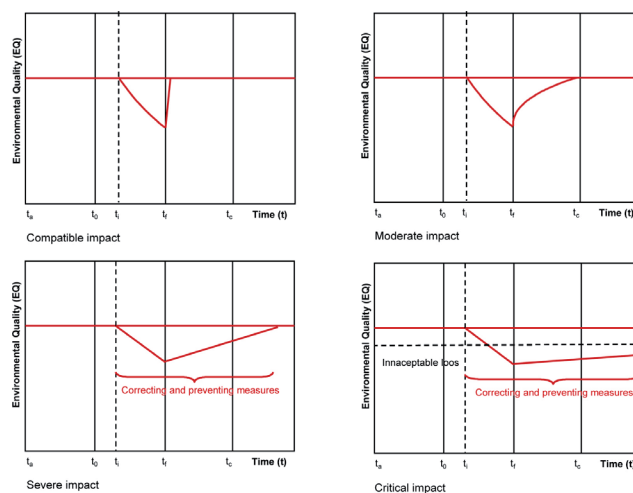 Environmental Quality (EQ)
ta t0 ti tf tc Time (t)
Compatible impact
Environmental Quality (EQ)
ta t0 ti tf tc Time (t)
Moderate impact
Environmental Quality (EQ)
Correcting and preventing measures
ta t0 ti tf tc Time (t)
Severe impact
Environmental Quality (EQ)
Innaceptable loos
Correcting and preventing measures
ta t0 ti tf tc Time (t)
Critical impact